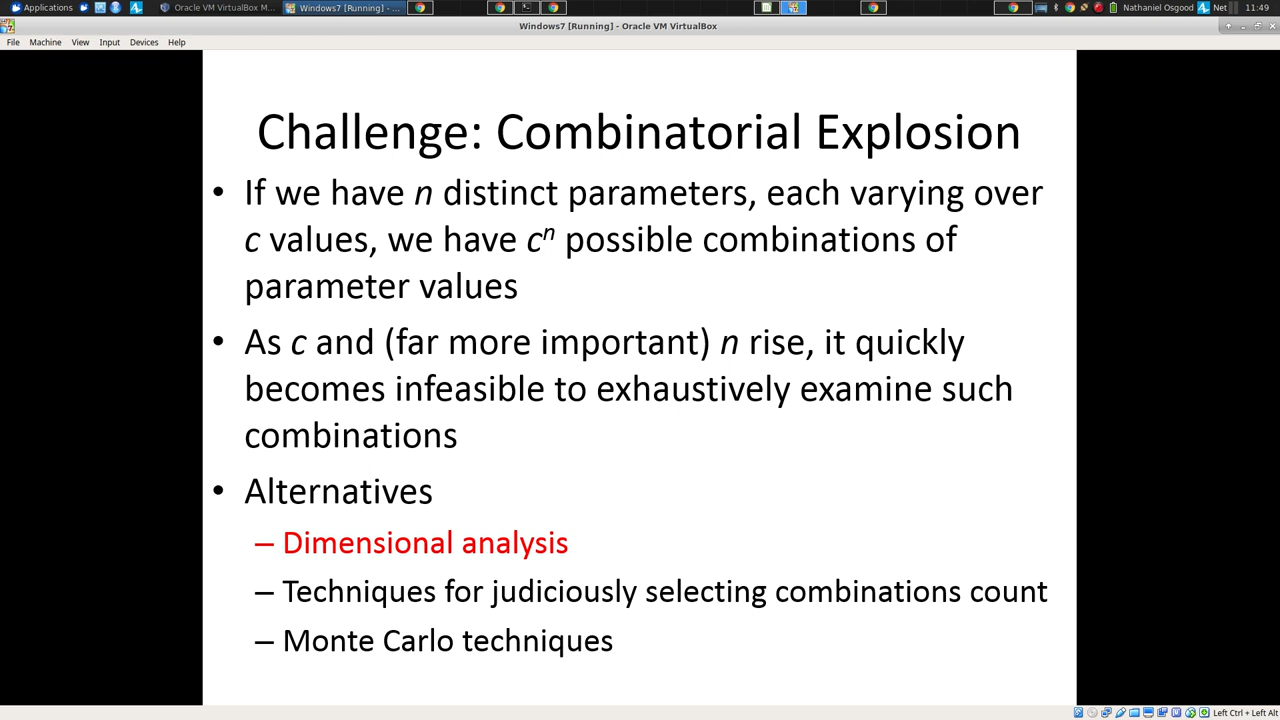 Applications
Oracle VM VirtualBox M...
Windows7 [Running] - ...
Nathaniel Osgood
Net
11:49
Windows7 [Running] - Oracle VM VirtualBox
File Machine View Input Devices Help
Challenge: Combinatorial Explosion
• If we have n distinct parameters, each varying over
c values, we have cⁿ possible combinations of
parameter values
• As c and (far more important) n rise, it quickly
becomes infeasible to exhaustively examine such
combinations
• Alternatives
– Dimensional analysis
– Techniques for judiciously selecting combinations count
– Monte Carlo techniques
Left Ctrl + Left Alt